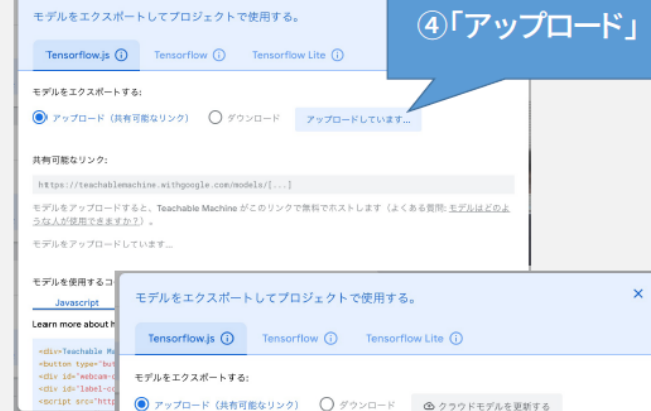 モデルをエクスポートしてプロジェクトで使用する。
④「アップロード」
Tensorflow.js Tensorflow Tensorflow Lite
モデルをエクスポートする:
アップロード（共有可能なリンク） ダウンロード アップロードしています...
共有可能なリンク:
https://teachablemachine.withgoogle.com/models/[...]
モデルをアップロードすると、Teachable Machine がこのリンクで無料でホストします（よくある質問: モデルはどのよ
うな人が使用できますか？）。
モデルをアップロードしています...
モデルを使用するコ
Javascript
Learn more about h
<div>Teachable Ma
<button type="but
<div id="webcam-c
<div id="label-co
<script src="http
モデルをエクスポートしてプロジェクトで使用する。
Tensorflow.js Tensorflow Tensorflow Lite
モデルをエクスポートする:
アップロード（共有可能なリンク） ダウンロード クラウドモデルを更新する